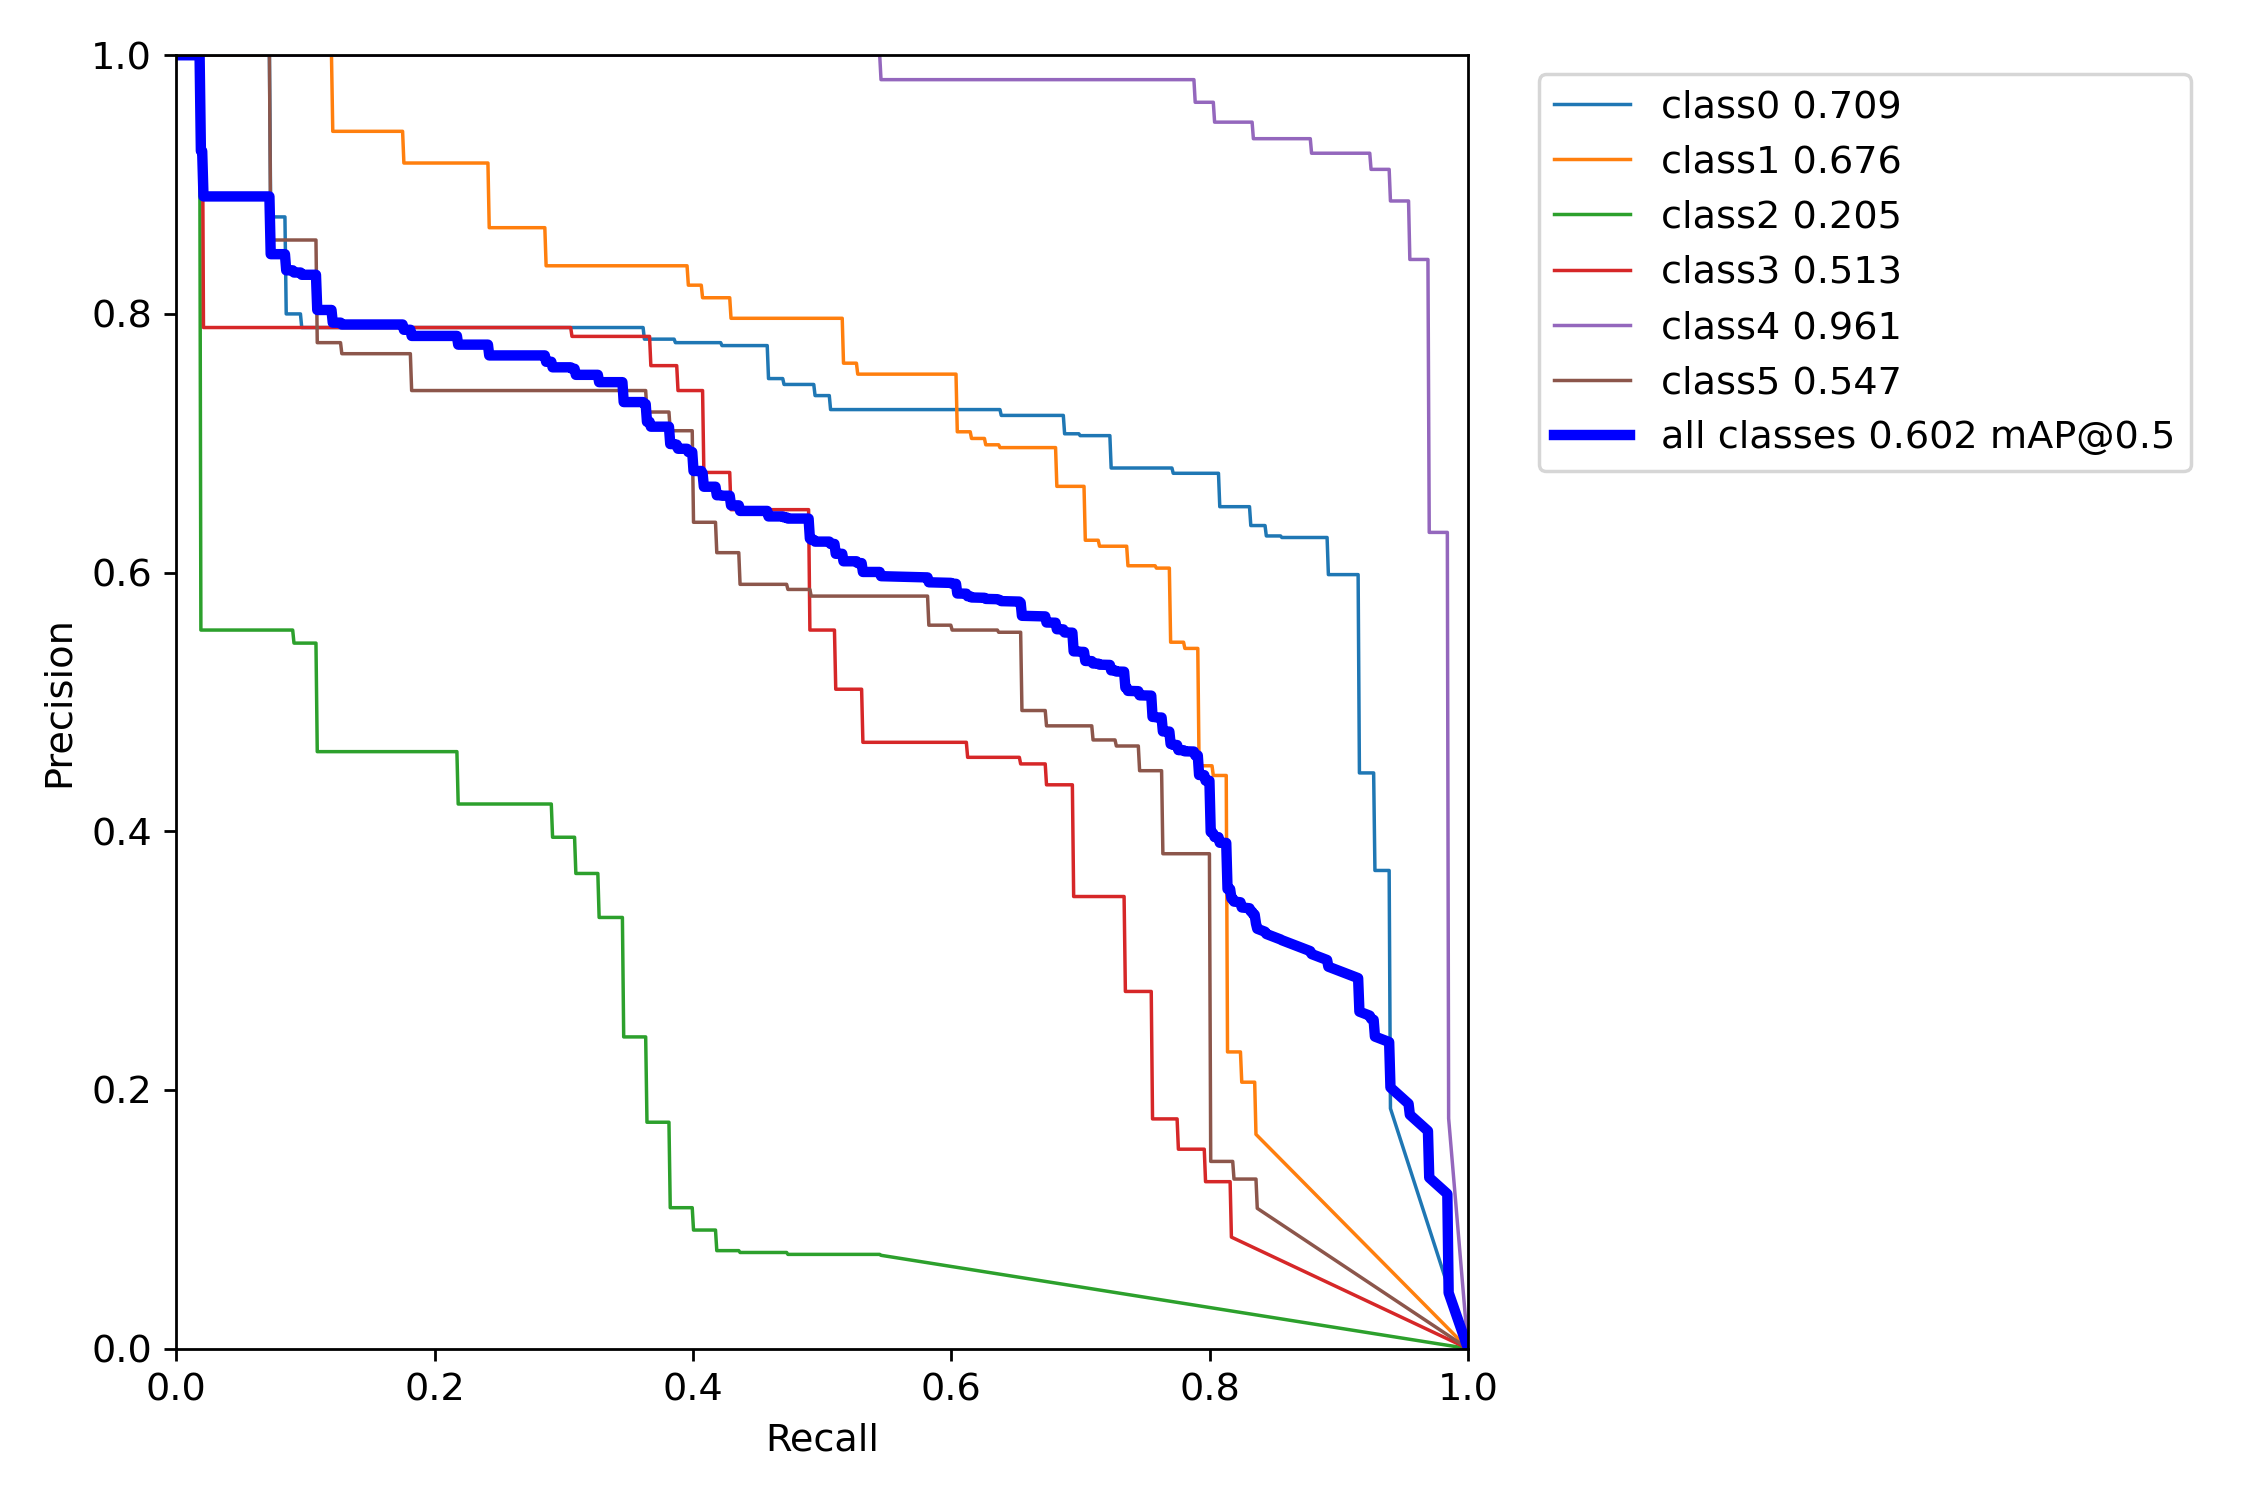 1.0
0.8
0.6
0.4
0.2
0.0
Precision
0.0 0.2 0.4 0.6 0.8 1.0
Recall
class0 0.709
class1 0.676
class2 0.205
class3 0.513
class4 0.961
class5 0.547
all classes 0.602 mAP@0.5